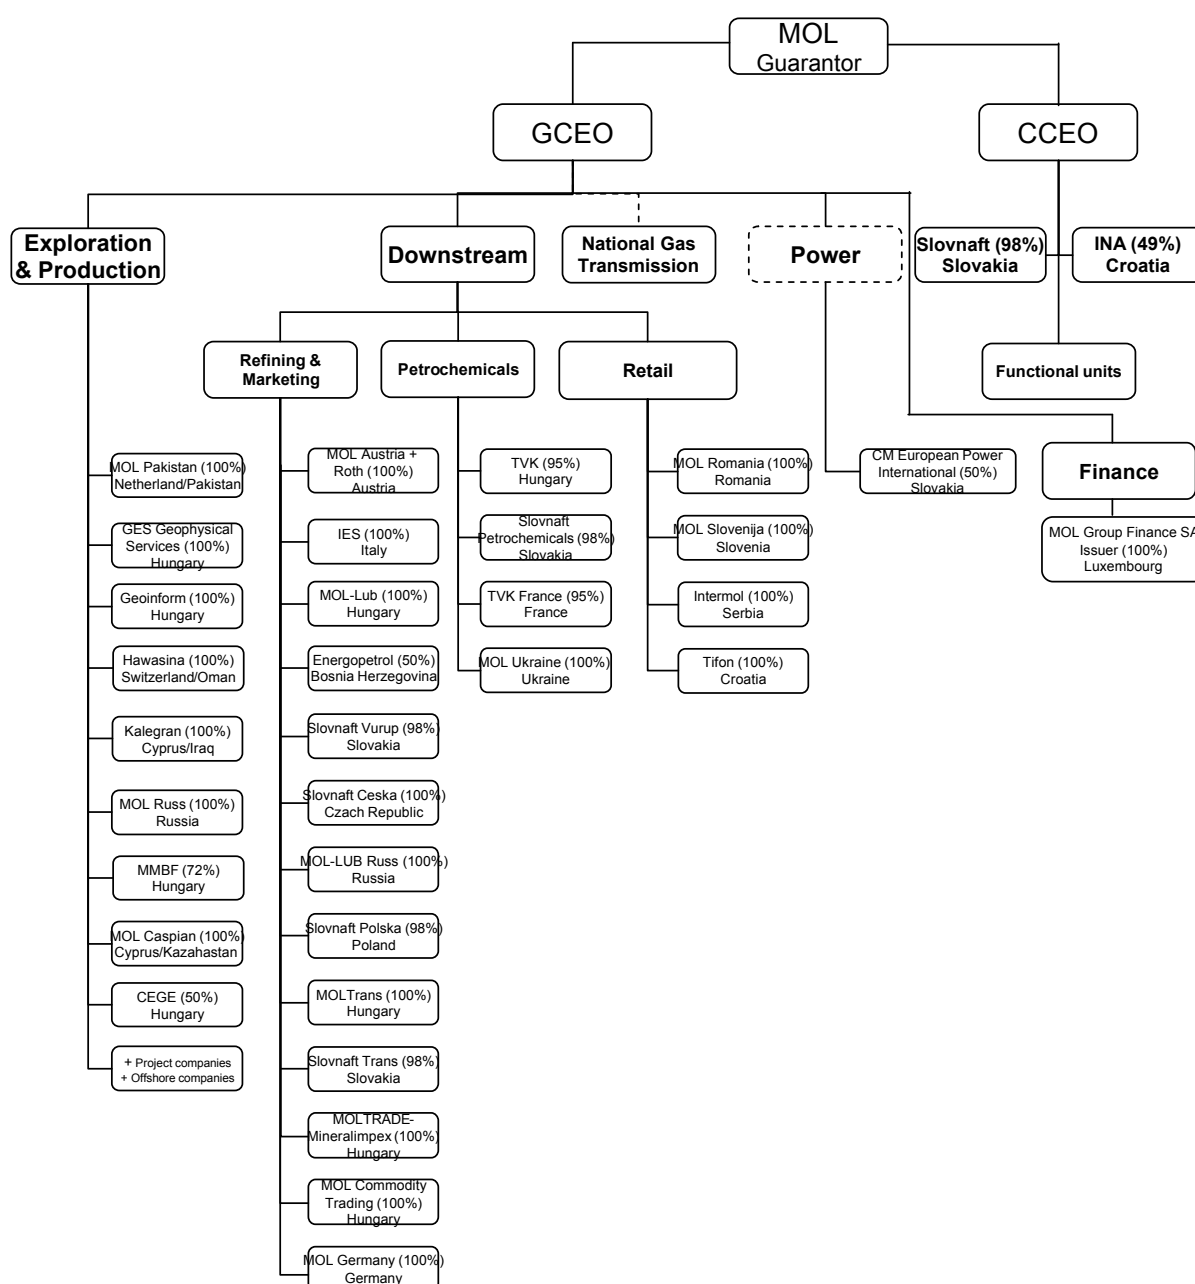 MOL
Guarantor
GCEO
CCEO
Exploration
& Production
Downstream
National Gas
Transmission
Power
Slovnaft (98%)
Slovakia
INA (49%)
Croatia
Refining &
Marketing
Petrochemicals
Retail
Functional units
MOL Pakistan (100%)
Netherland/Pakistan
GES Geophysical
Services (100%)
Hungary
Geoinform (100%)
Hungary
Hawasina (100%)
Switzerland/Oman
Kalegran (100%)
Cyprus/Iraq
MOL Russ (100%)
Russia
MMBF (72%)
Hungary
MOL Caspian (100%)
Cyprus/Kazahastan
CEGE (50%)
Hungary
+ Project companies
+ Offshore companies
MOL Austria +
Roth (100%)
Austria
IES (100%)
Italy
MOL-Lub (100%)
Hungary
Energopetrol (50%)
Bosnia Herzegovina
Slovnaft Vurup (98%)
Slovakia
Slovnaft Ceska (100%)
Czach Republic
MOL-LUB Russ (100%)
Russia
Slovnaft Polska (98%)
Poland
MOLTrans (100%)
Hungary
Slovnaft Trans (98%)
Slovakia
MOLTRADE-
Mineralimpex (100%)
Hungary
MOL Commodity
Trading (100%)
Hungary
MOL Germany (100%)
Germany
TVK (95%)
Hungary
Slovnaft
Petrochemicals (98%)
Slovakia
TVK France (95%)
France
MOL Ukraine (100%)
Ukraine
MOL Romania (100%)
Romania
MOL Slovenija (100%)
Slovenia
Intermol (100%)
Serbia
Tifon (100%)
Croatia
CM European Power
International (50%)
Slovakia
Finance
MOL Group Finance SA
Issuer (100%)
Luxembourg